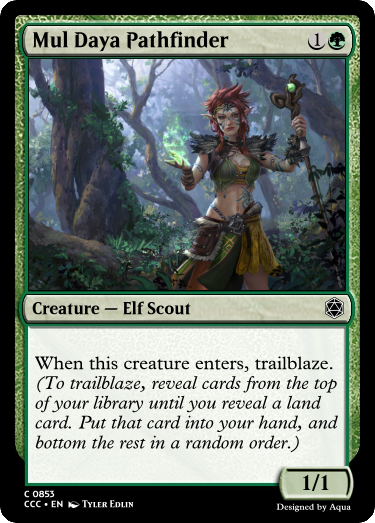 Mul Daya Pathfinder 1
Creature — Elf Scout
When this creature enters, trailblaze.
(To trailblaze, reveal cards from the top
of your library until you reveal a land
card. Put that card into your hand, and
bottom the rest in a random order.)
1/1
C 0853
CCC • EN Tyler Edlin
Designed by Aqua